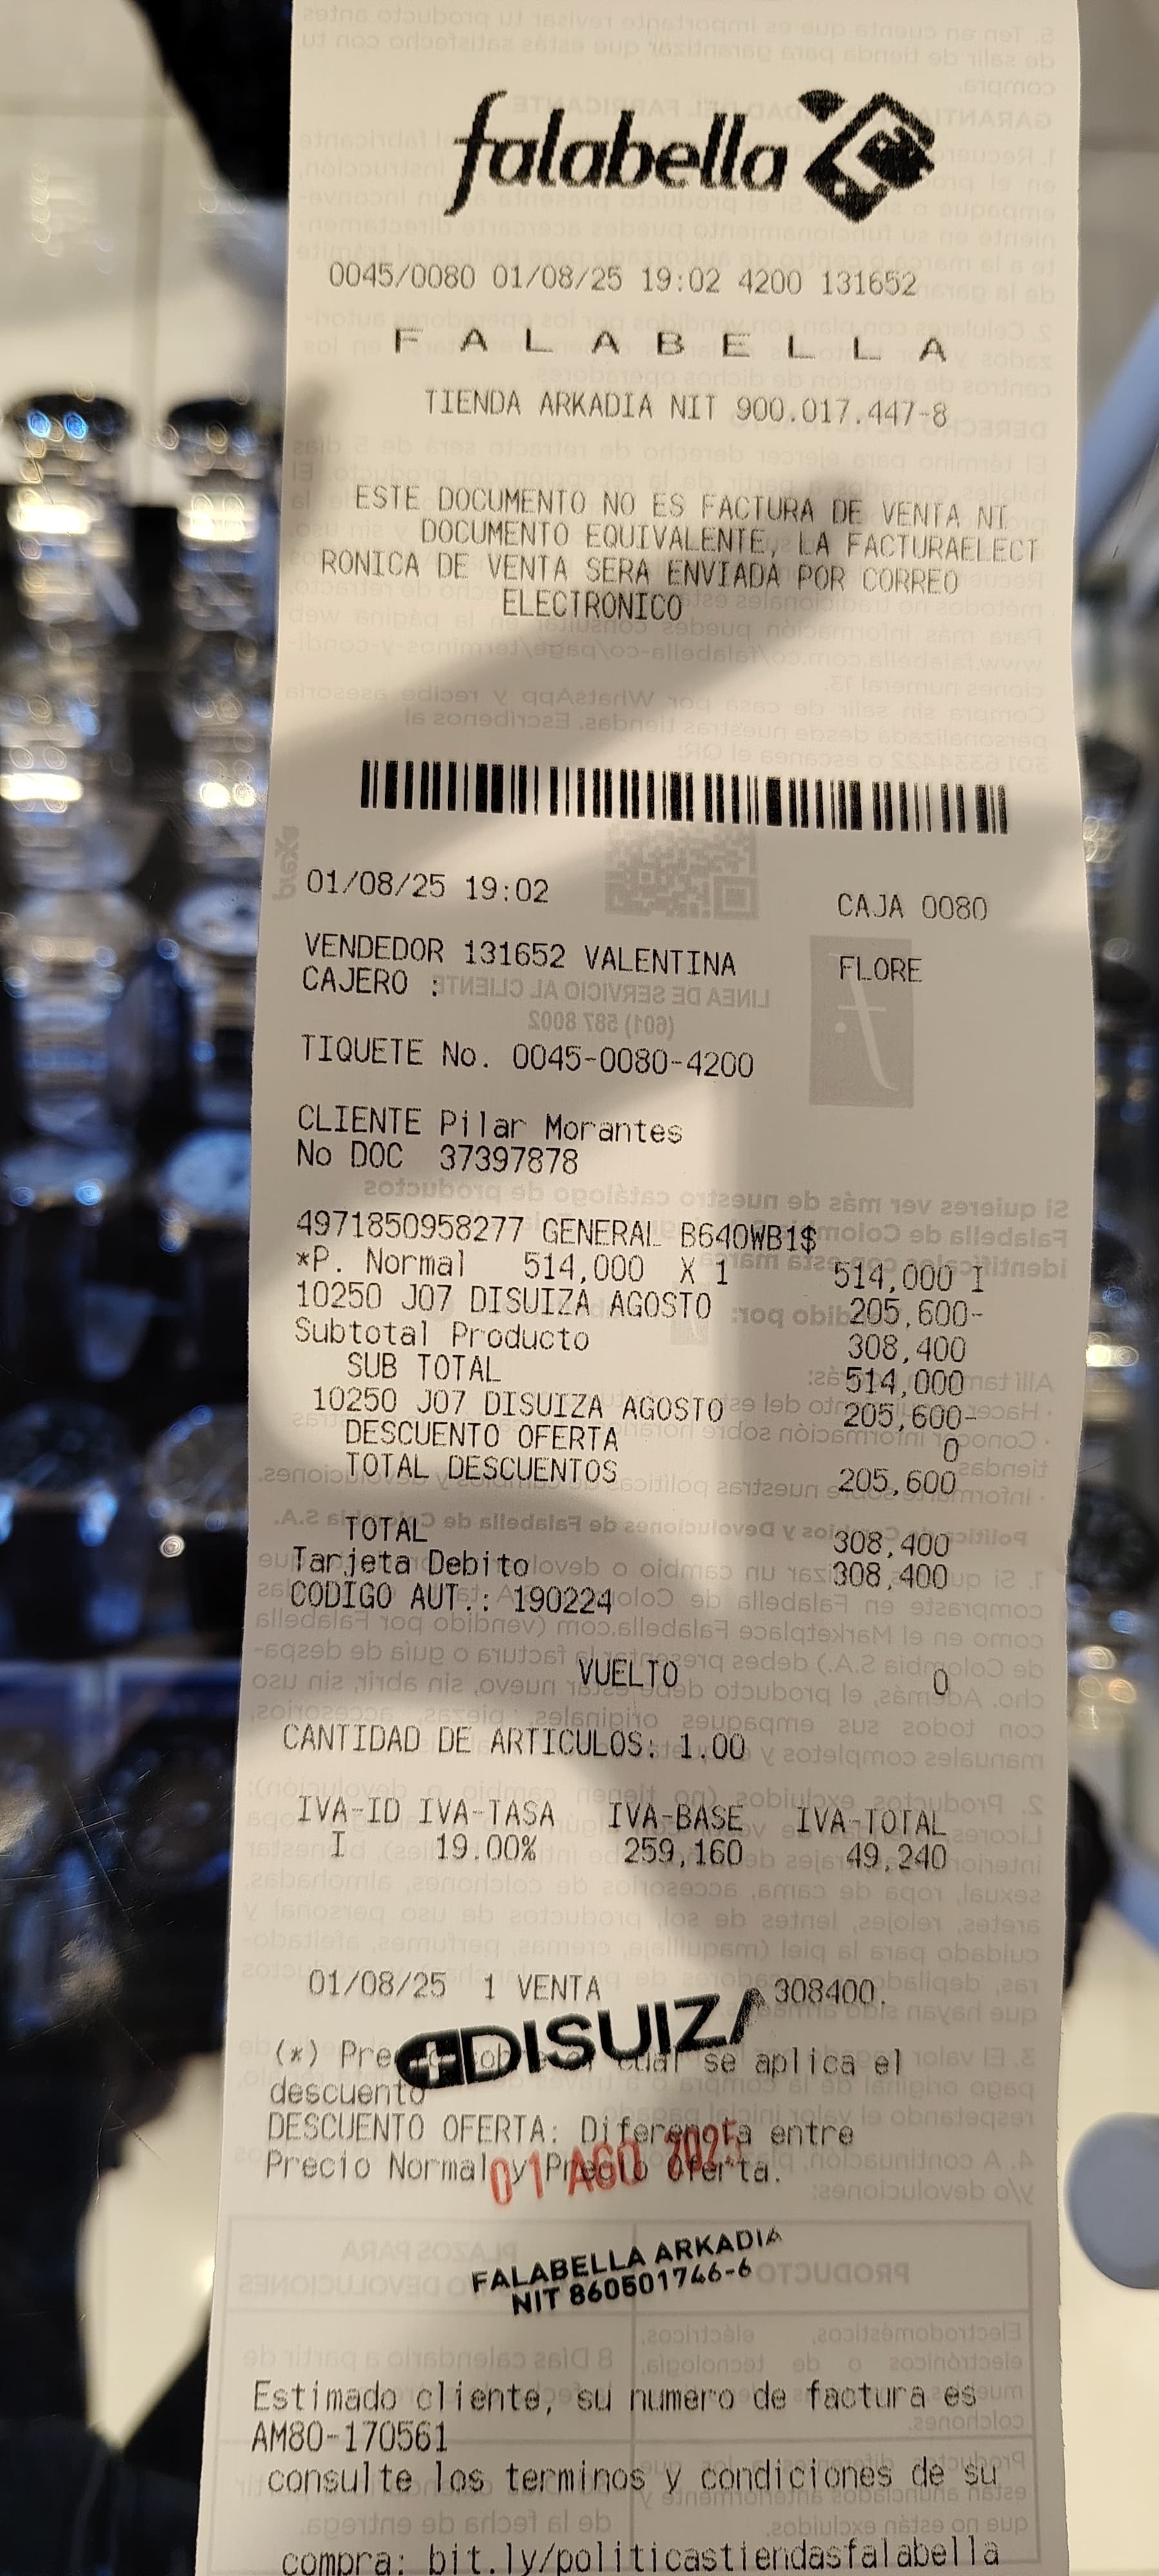 falabella
0045/0080 01/08/25 19:02 4200 131652
F A L A B E L L A
TIENDA ARKADIA NIT 900.017.447-8
ESTE DOCUMENTO NO ES FACTURA DE VENTA NI
DOCUMENTO EQUIVALENTE, LA FACTURAELECT
RONICA DE VENTA SERA ENVIADA POR CORREO
ELECTRONICO
01/08/25 19:02 CAJA 0080
VENDEDOR 131652 VALENTINA FLORE
CAJERO :
TIQUETE No. 0045-0080-4200
CLIENTE Pilar Morantes
No DOC 37397878
4971850958277 GENERAL B640WB1$
*P. Normal 514,000 X 1 514,000 I
10250 J07 DISUIZA AGOSTO 205,600-
Subtotal Producto 308,400
SUB TOTAL 514,000
10250 J07 DISUIZA AGOSTO 205,600-
DESCUENTO OFERTA 0
TOTAL DESCUENTOS 205,600
TOTAL 308,400
Tarjeta Debito 308,400
CODIGO AUT.: 190224
VUELTO 0
CANTIDAD DE ARTICULOS: 1.00
IVA-ID IVA-TASA IVA-BASE IVA-TOTAL
I 19.00% 259,160 49,240
01/08/25 1 VENTA 308400.
DISUIZA
(*) Precio sobre el cual se aplica el
descuento
DESCUENTO OFERTA: Diferencia entre
Precio Normal y Precio Oferta.
01 AGO 2025
FALABELLA ARKADIA
NIT 860501746-6
Estimado cliente, su numero de factura es
AM80-170561
consulte los terminos y condiciones de su
compra: bit.ly/politicastiendasfalabella